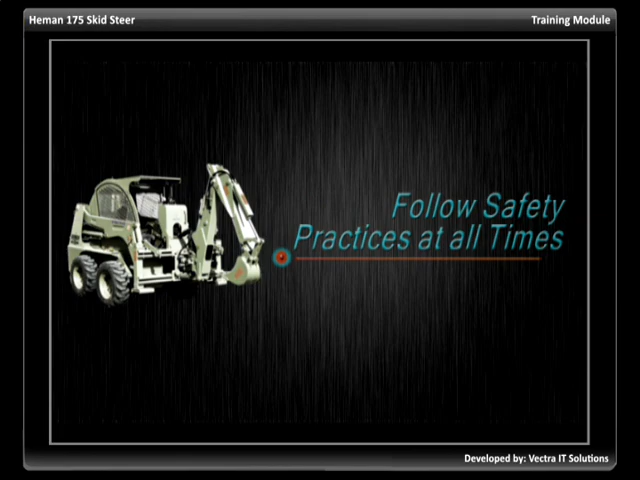 Heman 175 Skid Steer
Training Module
Follow Safety
Practices at all Times
Developed by: Vectra IT Solutions